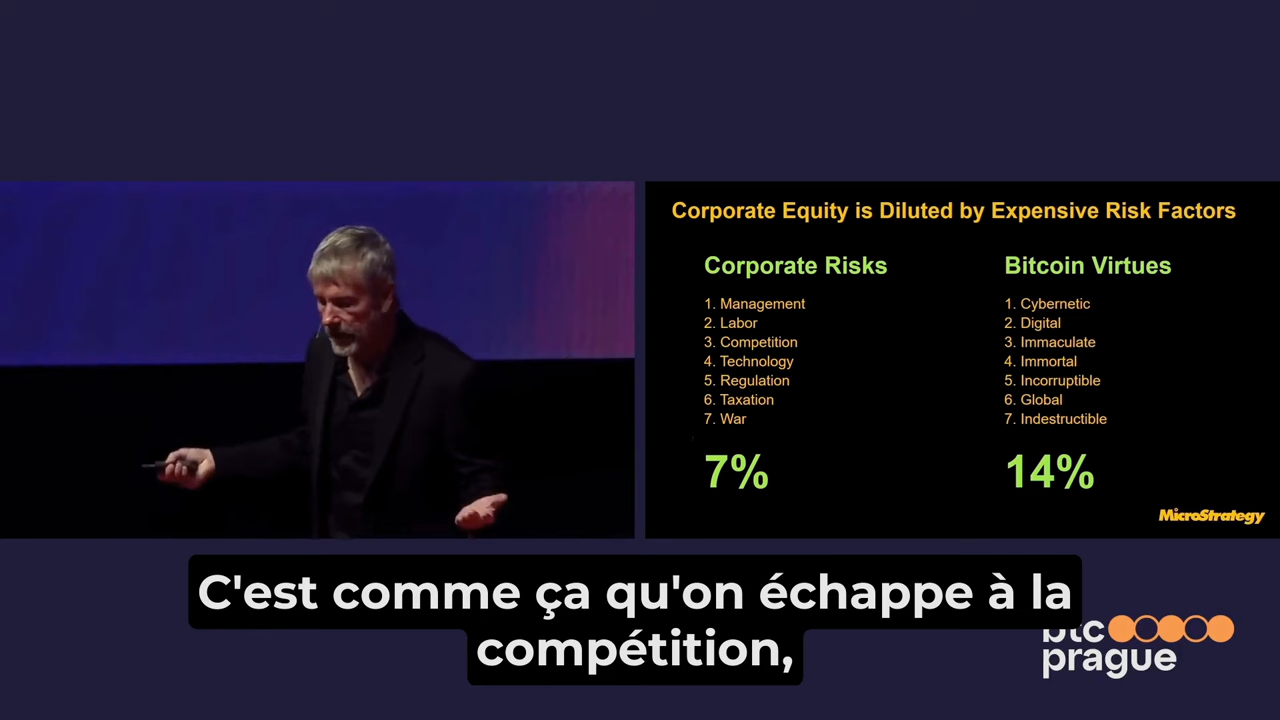 Corporate Equity is Diluted by Expensive Risk Factors
Corporate Risks
1. Management
2. Labor
3. Competition
4. Technology
5. Regulation
6. Taxation
7. War
7%
Bitcoin Virtues
1. Cybernetic
2. Digital
3. Immaculate
4. Immortal
5. Incorruptible
6. Global
7. Indestructible
14%
MicroStrategy
C'est comme ça qu'on échappe à la
compétition,
btc
prague